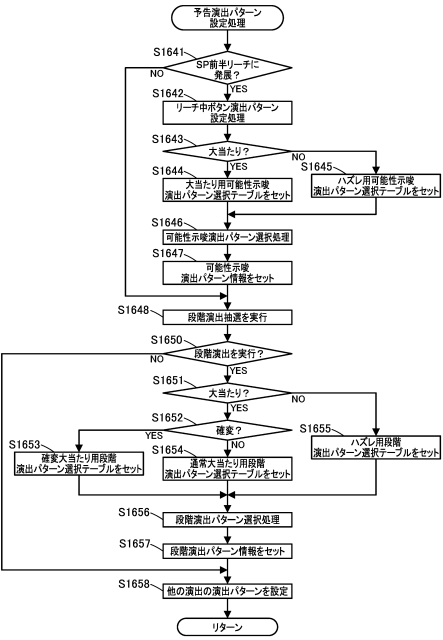 予告演出パターン
設定処理
S1641
SP前半リーチに
発展?
NO
YES
S1642
リーチ中ボタン演出パターン
設定処理
S1643
大当たり?
NO
YES
S1644
大当たり用可能性示唆
演出パターン選択テーブルをセット
S1645
ハズレ用可能性示唆
演出パターン選択テーブルをセット
S1646
可能性示唆演出パターン選択処理
S1647
可能性示唆
演出パターン情報をセット
S1648
段階演出抽選を実行
S1650
段階演出を実行?
NO
YES
S1651
大当たり?
NO
YES
S1652
確変?
YES
NO
S1653
確変大当たり用段階
演出パターン選択テーブルをセット
S1654
通常大当たり用段階
演出パターン選択テーブルをセット
S1655
ハズレ用段階
演出パターン選択テーブルをセット
S1656
段階演出パターン選択処理
S1657
段階演出パターン情報をセット
S1658
他の演出の演出パターンを設定
リターン